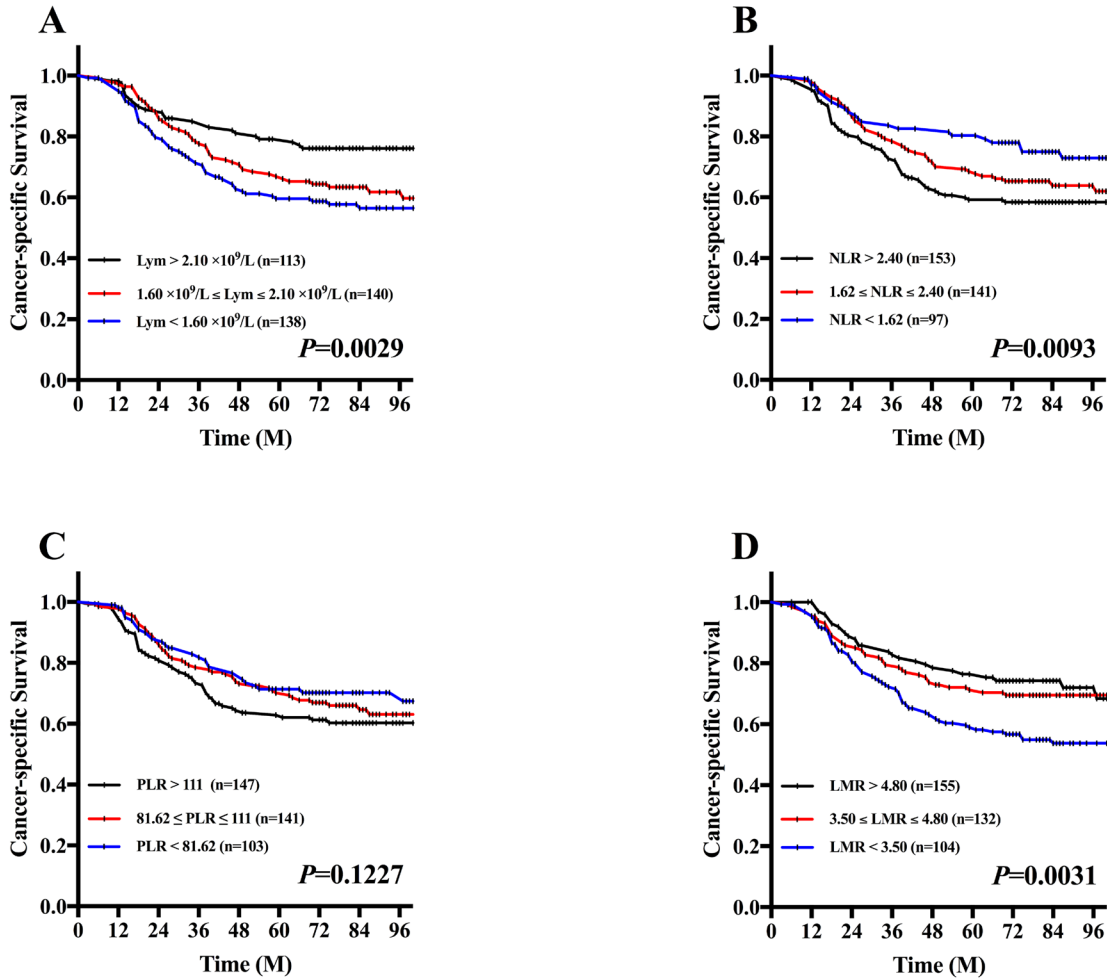 A
Cancer-specific Survival
1.0
0.8
0.6
0.4
0.2
0.0
Lym > 2.10 ×10⁹/L (n=113)
1.60 ×10⁹/L ≤ Lym ≤ 2.10 ×10⁹/L (n=140)
Lym < 1.60 ×10⁹/L (n=138)
P=0.0029
0 12 24 36 48 60 72 84 96
Time (M)
B
Cancer-specific Survival
1.0
0.8
0.6
0.4
0.2
0.0
NLR > 2.40 (n=153)
1.62 ≤ NLR ≤ 2.40 (n=141)
NLR < 1.62 (n=97)
P=0.0093
0 12 24 36 48 60 72 84 96
Time (M)
C
Cancer-specific Survival
1.0
0.8
0.6
0.4
0.2
0.0
PLR > 111 (n=147)
81.62 ≤ PLR ≤ 111 (n=141)
PLR < 81.62 (n=103)
P=0.1227
0 12 24 36 48 60 72 84 96
Time (M)
D
Cancer-specific Survival
1.0
0.8
0.6
0.4
0.2
0.0
LMR > 4.80 (n=155)
3.50 ≤ LMR ≤ 4.80 (n=132)
LMR < 3.50 (n=104)
P=0.0031
0 12 24 36 48 60 72 84 96
Time (M)